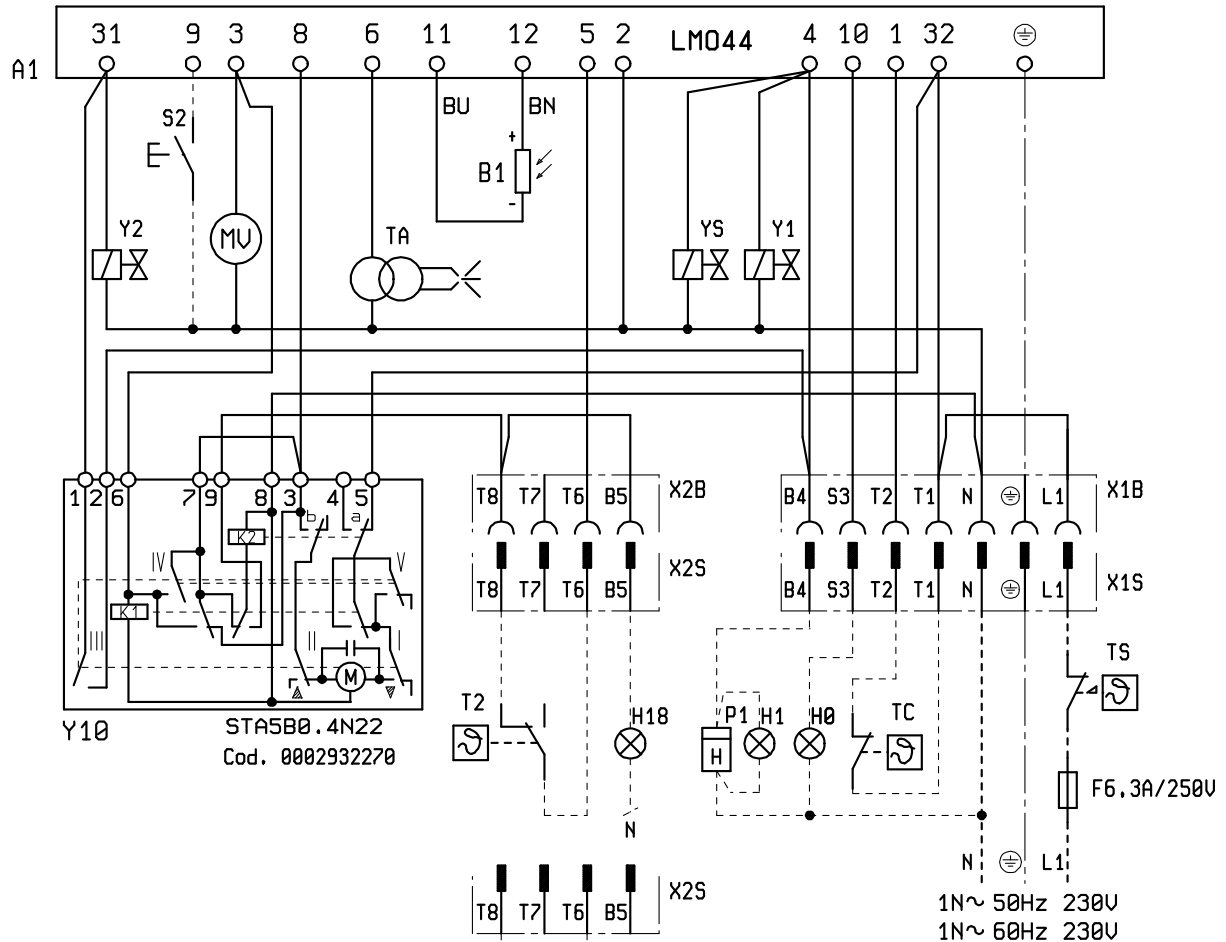 31 9 3 8 6 11 12 5 2 LMO44 4 10 1 32
A1
BU BN
S2
+
B1
-
Y2 TA YS Y1
MV
1 2 6 7 9 8 3 4 5
b a
K2
IV V
K1
III II I
M
Y10
STA5B0.4N22
Cod. 0002932270
T8 T7 T6 B5 X2B
B4 S3 T2 T1 N L1 X1B
T8 T7 T6 B5 X2S
B4 S3 T2 T1 N L1 X1S
TS
T2 H18 P1 H1 H0 TC
H
F6.3A/250V
N
N L1
X2S
T8 T7 T6 B5
1N~ 50Hz 230V
1N~ 60Hz 230V